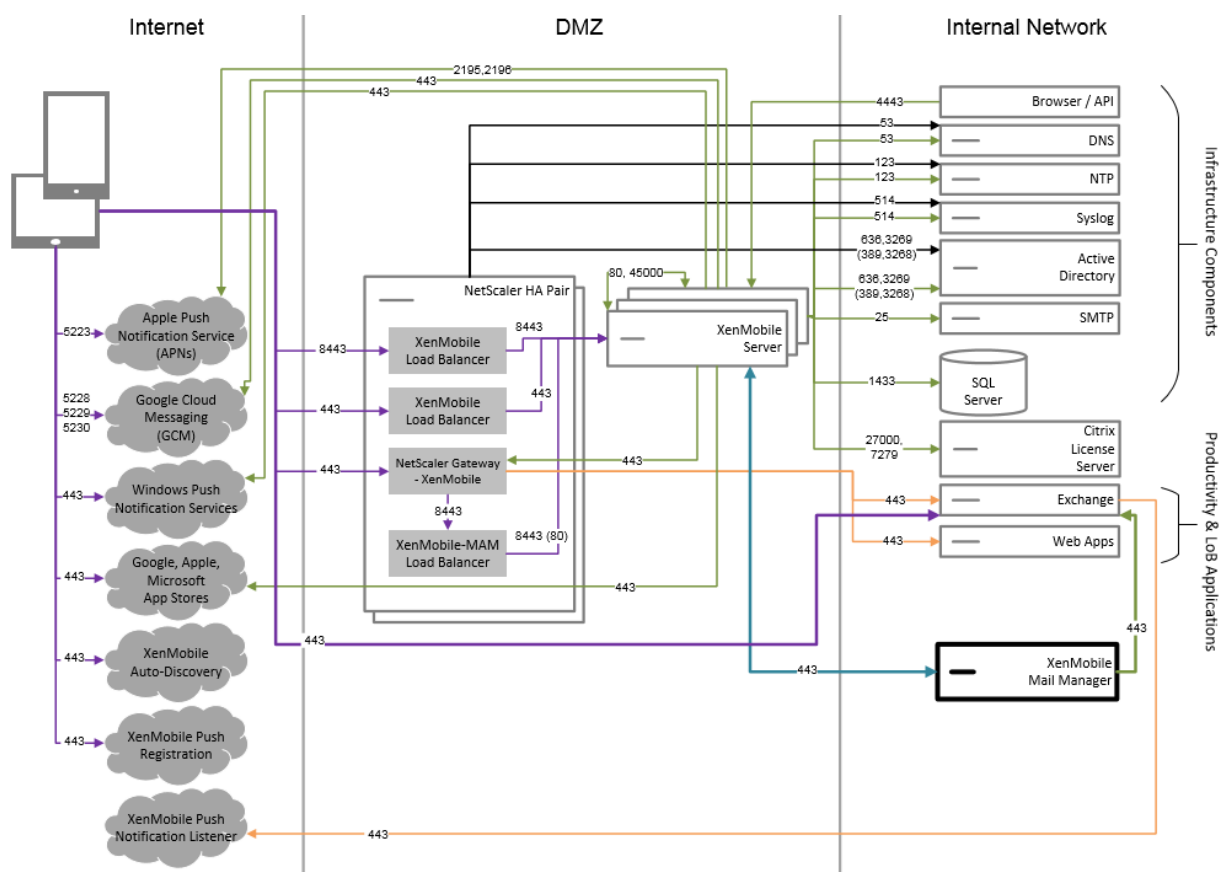 Internet
DMZ
Internal Network
2195,2196
443
443
4443
Browser / API
53
53
DNS
123
123
NTP
514
514
Syslog
636,3269
(389,3268)
636,3269
(389,3268)
Active
Directory
25
SMTP
1433
SQL
Server
27000,
7279
Citrix
License
Server
443
Exchange
443
Web Apps
443
XenMobile
Mail Manager
Infrastructure Components
Productivity & LoB Applications
NetScaler HA Pair
80, 45000
XenMobile
Server
8443
XenMobile
Load Balancer
8443
443
XenMobile
Load Balancer
443
443
NetScaler Gateway
- XenMobile
443
8443
XenMobile-MAM
Load Balancer
8443 (80)
443
443
443
5223
Apple Push
Notification Service
(APNs)
5228
5229
5230
Google Cloud
Messaging
(GCM)
443
Windows Push
Notification Services
443
Google, Apple,
Microsoft
App Stores
443
XenMobile
Auto-Discovery
443
XenMobile Push
Registration
XenMobile Push
Notification Listener
443